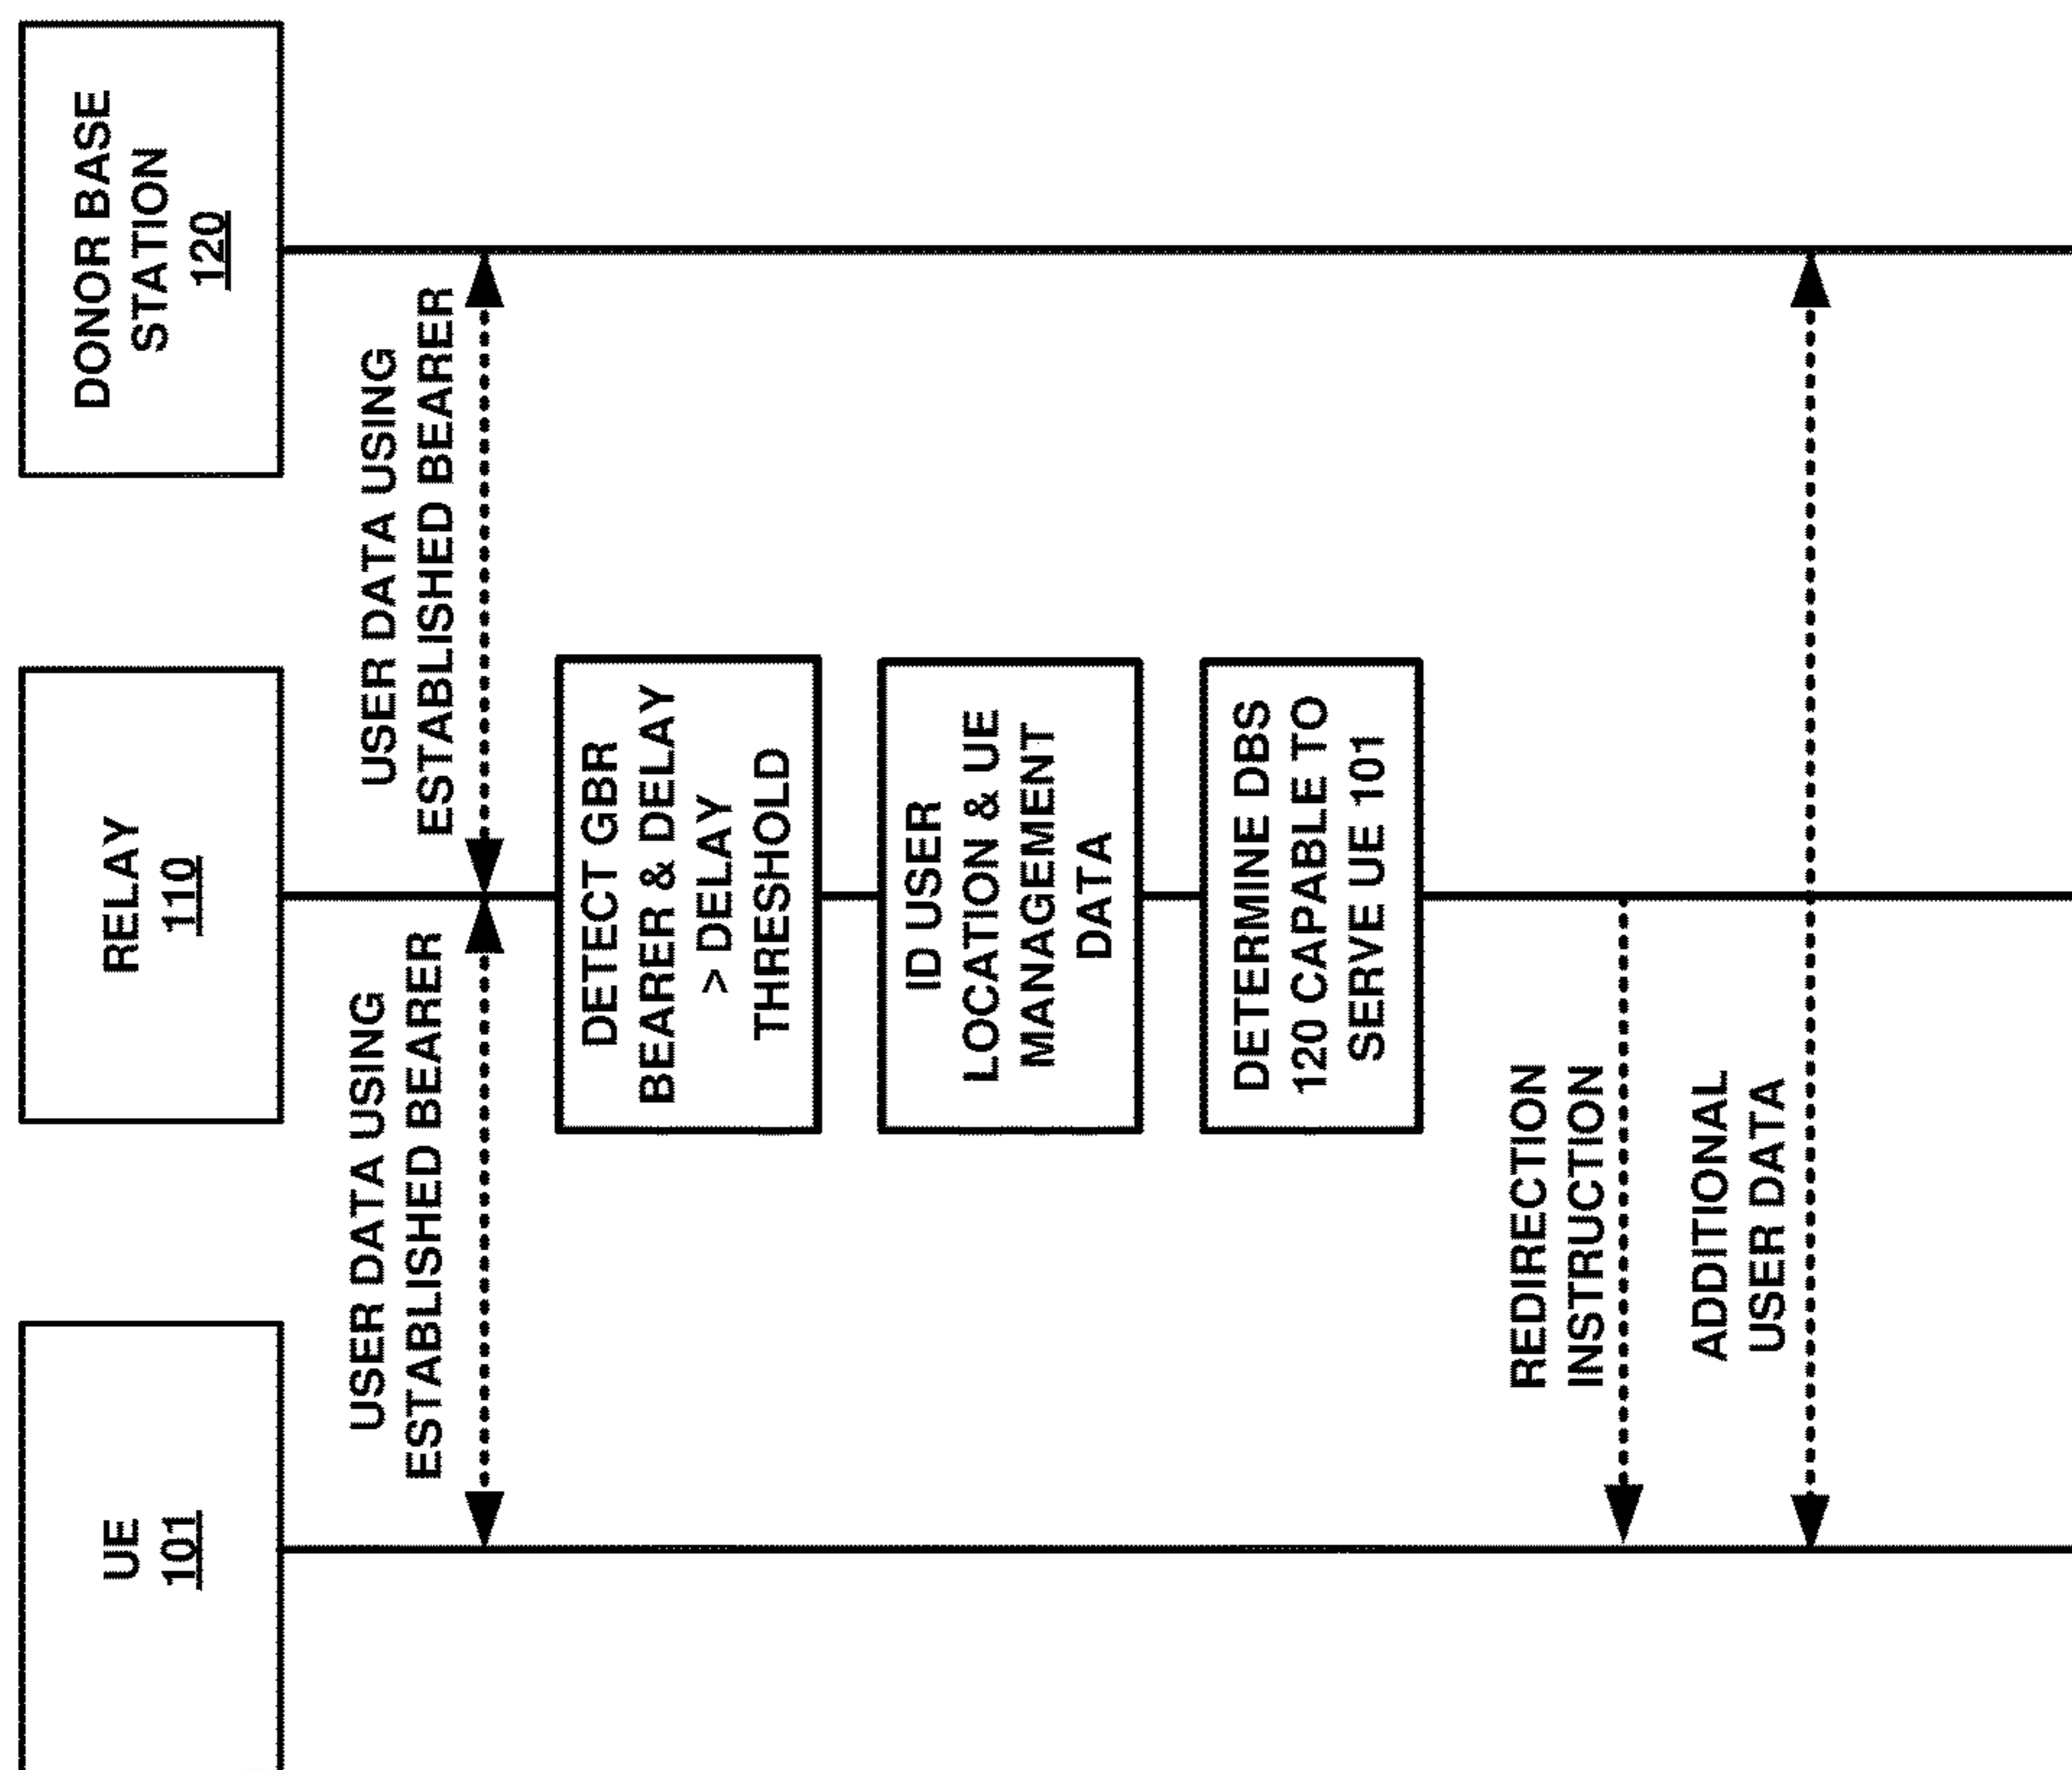 UE
101
RELAY
110
DONOR BASE
STATION
120
USER DATA USING
ESTABLISHED BEARER
USER DATA USING
ESTABLISHED BEARER
DETECT GBR
BEARER & DELAY
> DELAY
THRESHOLD
ID USER
LOCATION & UE
MANAGEMENT
DATA
DETERMINE DBS
120 CAPABLE TO
SERVE UE 101
REDIRECTION
INSTRUCTION
ADDITIONAL
USER DATA